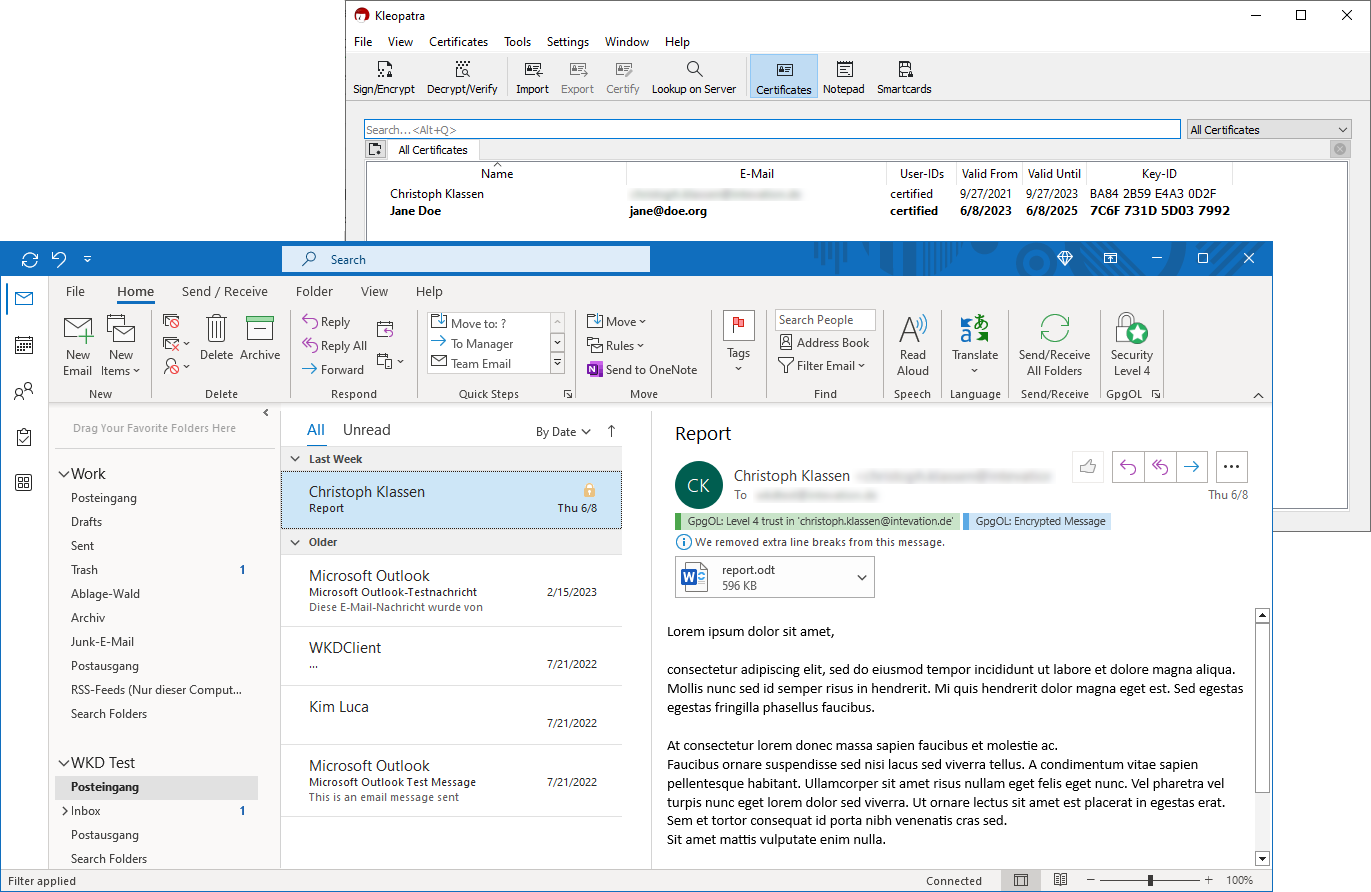 Kleopatra
File View Certificates Tools Settings Window Help
Sign/Encrypt Decrypt/Verify Import Export Certify Lookup on Server Certificates Notepad Smartcards
Search...<Alt+Q> All Certificates
All Certificates
Name E-Mail User-IDs Valid From Valid Until Key-ID
Christoph Klassen certified 9/27/2021 9/27/2023 BA84 2B59 E4A3 0D2F
Jane Doe jane@doe.org certified 6/8/2023 6/8/2025 7C6F 731D 5D03 7992
Search
File Home Send / Receive Folder View Help
New Email
New Items
New
Delete
Archive
Delete
Reply
Reply All
Forward
Respond
Move to: ?
To Manager
Team Email
Quick Steps
Move
Rules
Send to OneNote
Move
Tags
Search People
Address Book
Filter Email
Find
Read Aloud
Speech
Translate
Language
Send/Receive All Folders
Send/Receive
Security Level 4
GpgOL
Drag Your Favorite Folders Here
Work
Posteingang
Drafts
Sent
Trash 1
Ablage-Wald
Archiv
Junk-E-Mail
Postausgang
RSS-Feeds (Nur dieser Comput...
Search Folders
WKD Test
Posteingang
Inbox 1
Postausgang
Search Folders
All Unread By Date
Last Week
Christoph Klassen
Report Thu 6/8
Older
Microsoft Outlook
Microsoft Outlook-Testnachricht 2/15/2023
Diese E-Mail-Nachricht wurde von
WKDClient
... 7/21/2022
Kim Luca
7/21/2022
Microsoft Outlook
Microsoft Outlook Test Message 7/21/2022
This is an email message sent
Report
CK
Christoph Klassen
To
Thu 6/8
GpgOL: Level 4 trust in 'christoph.klassen@intevation.de' GpgOL: Encrypted Message
We removed extra line breaks from this message.
report.odt
596 KB
Lorem ipsum dolor sit amet,
consectetur adipiscing elit, sed do eiusmod tempor incididunt ut labore et dolore magna aliqua.
Mollis nunc sed id semper risus in hendrerit. Mi quis hendrerit dolor magna eget est. Sed egestas
egestas fringilla phasellus faucibus.
At consectetur lorem donec massa sapien faucibus et molestie ac.
Faucibus ornare suspendisse sed nisi lacus sed viverra tellus. A condimentum vitae sapien
pellentesque habitant. Ullamcorper sit amet risus nullam eget felis eget nunc. Vel pharetra vel
turpis nunc eget lorem dolor sed viverra. Ut ornare lectus sit amet est placerat in egestas erat.
Sem et tortor consequat id porta nibh venenatis cras sed.
Sit amet mattis vulputate enim nulla.
Filter applied
Connected
100%